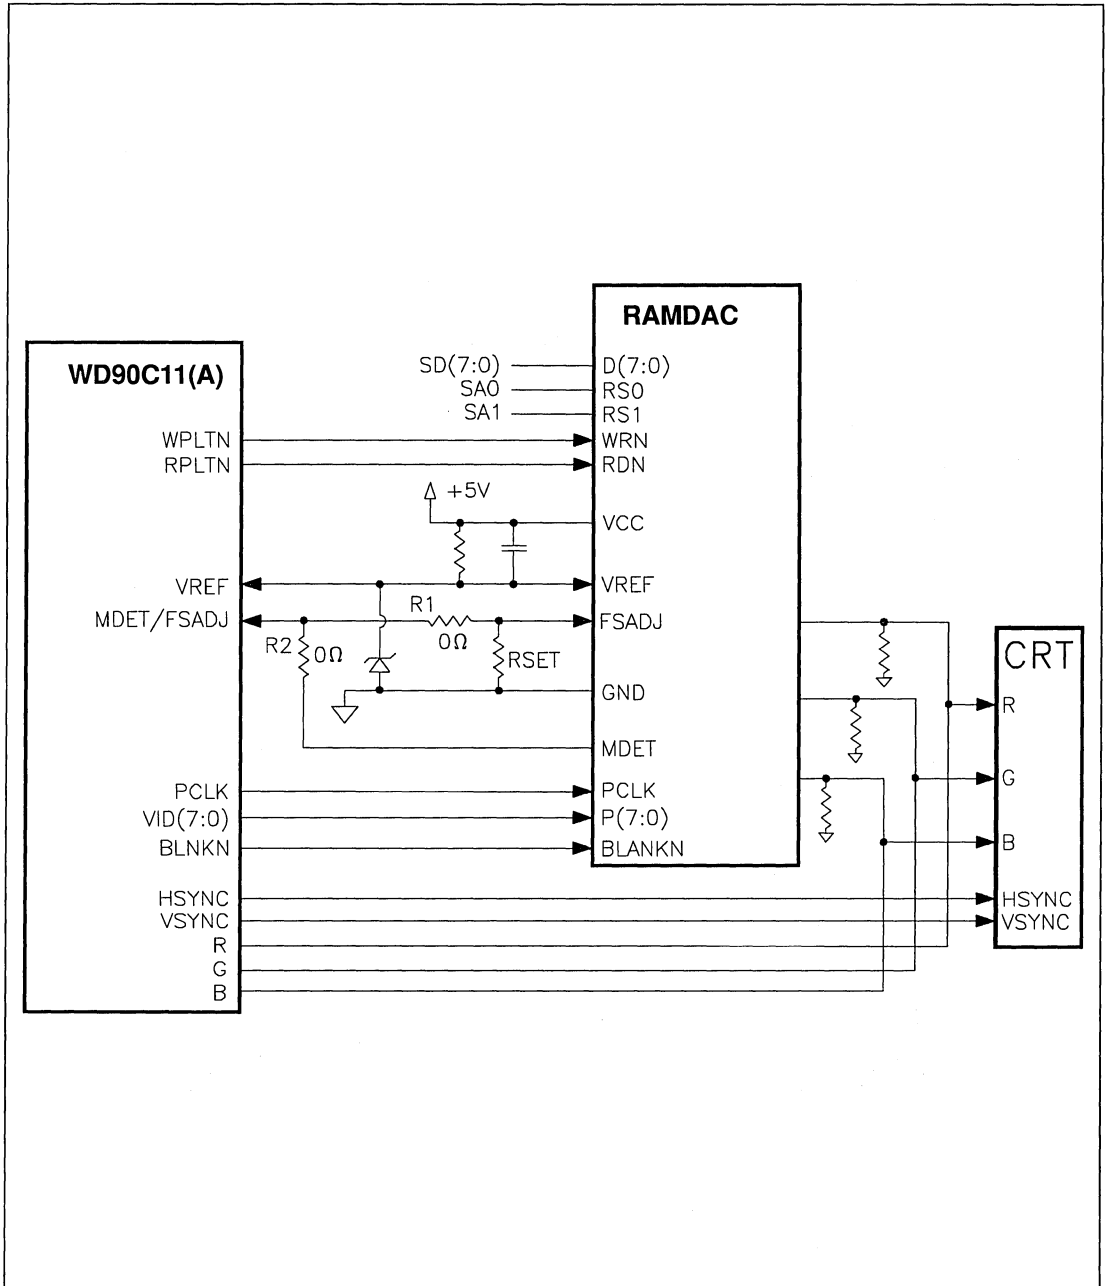 RAMDAC
WD90C11(A)
SD(7:0)
D(7:0)
SA0
RS0
SA1
RS1
WPLTN
WRN
RPLTN
RDN
+5V
VCC
VREF
VREF
R1
MDET/FSADJ
FSADJ
R2
0Ω
0Ω
RSET
CRT
GND
R
MDET
G
PCLK
PCLK
VID(7:0)
P(7:0)
B
BLNKN
BLANKN
HSYNC
HSYNC
VSYNC
VSYNC
R
G
B